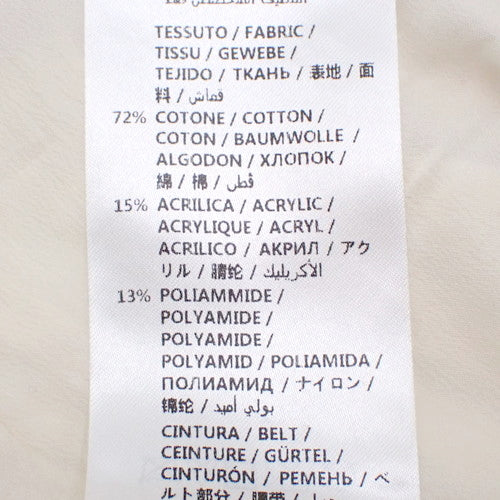 TESSUTO / FABRIC /
TISSU / GEWEBE /
TEJIDO / ТКАНЬ / 表地 / 面
料 / قماش
72% COTONE / COTTON /
COTON / BAUMWOLLE /
ALGODON / ХЛОПОК /
綿 / 棉 / قطن
15% ACRILICA / ACRYLIC /
ACRYLIQUE / ACRYL /
ACRILICO / АКРИЛ / アク
リル / 腈纶 / الأكريليك
13% POLIAMMIDE /
POLYAMIDE /
POLYAMIDE /
POLYAMID / POLIAMIDA /
ПОЛИАМИД / ナイロン /
锦纶 / بولي أميد
CINTURA / BELT /
CEINTURE / GÜRTEL /
CINTURÓN / РЕМЕНЬ / ベ
ルト部分 / 腰带 /